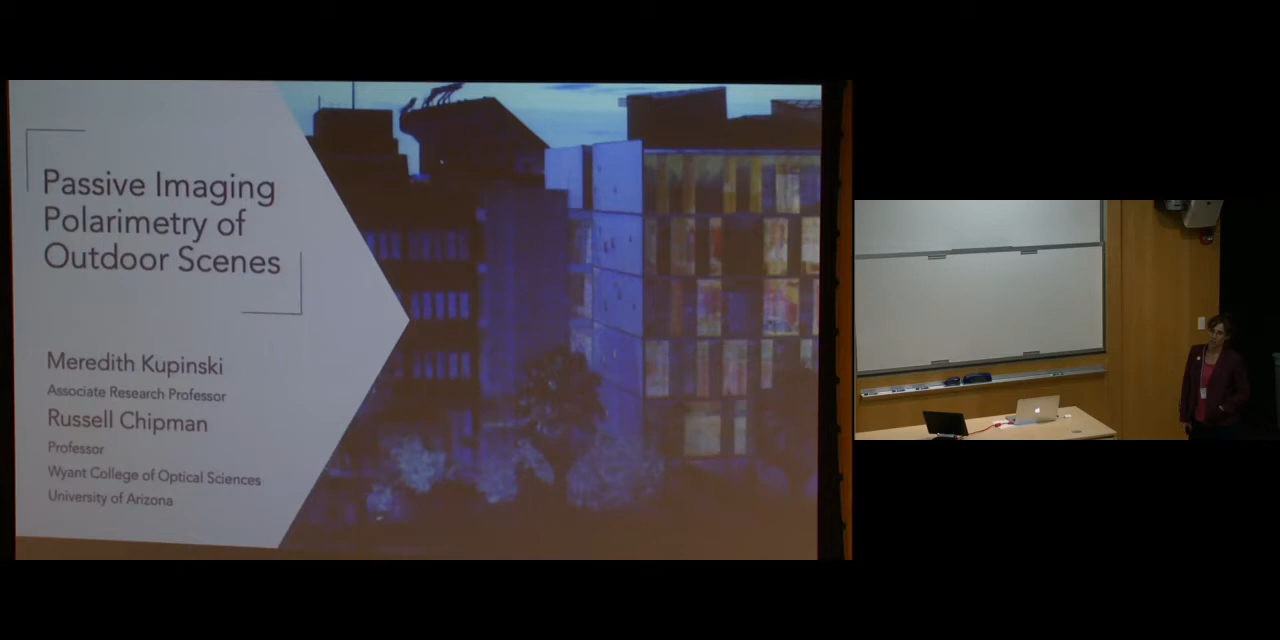 Passive Imaging
Polarimetry of
Outdoor Scenes
Meredith Kupinski
Associate Research Professor
Russell Chipman
Professor
Wyant College of Optical Sciences
University of Arizona